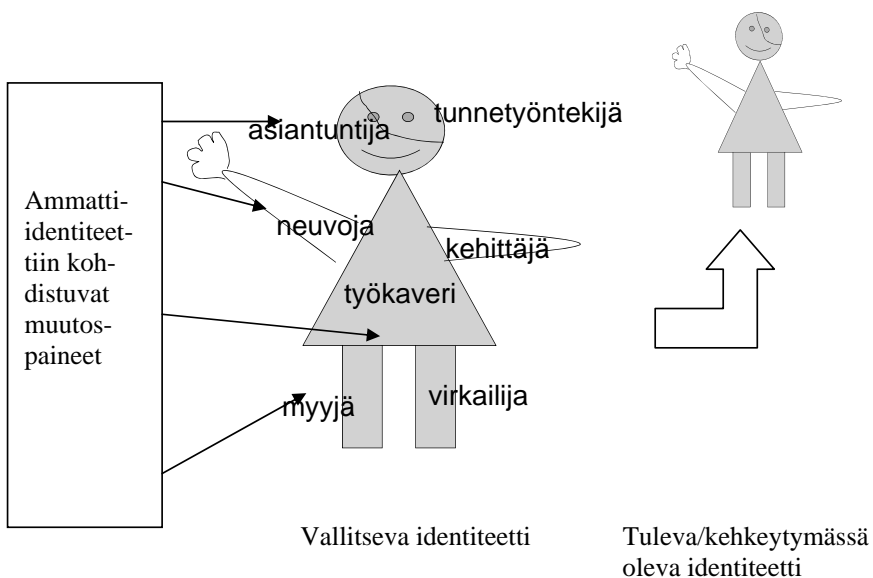 Ammatti-
identiteet-
tiin koh-
distuvat
muutos-
paineet
asiantuntija
tunnetyöntekijä
neuvoja
kehittäjä
työkaveri
myyjä
virkailija
Vallitseva identiteetti
Tuleva/kehkeytymässä
oleva identiteetti